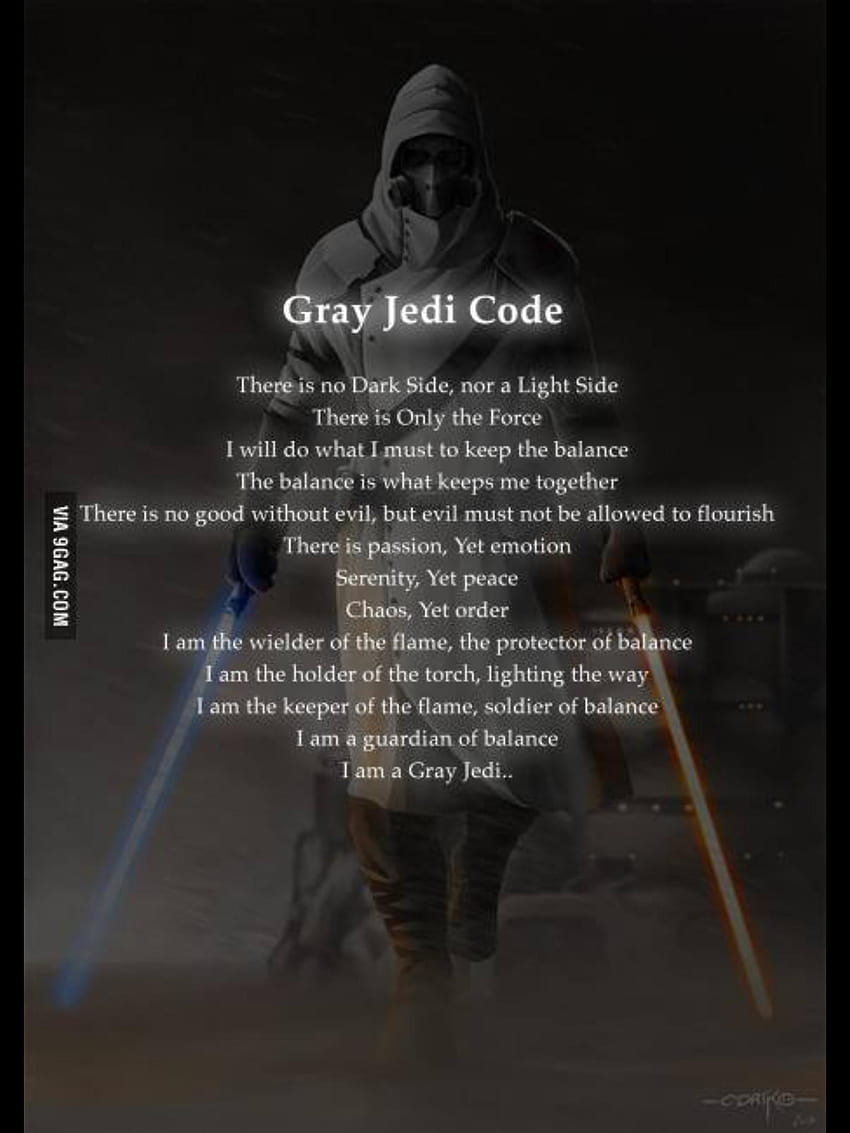 Gray Jedi Code
There is no Dark Side, nor a Light Side
There is Only the Force
I will do what I must to keep the balance
The balance is what keeps me together
There is no good without evil, but evil must not be allowed to flourish
There is passion, Yet emotion
Serenity, Yet peace
Chaos, Yet order
I am the wielder of the flame, the protector of balance
I am the holder of the torch, lighting the way
I am the keeper of the flame, soldier of balance
I am a guardian of balance
I am a Gray Jedi..
VIA 9GAG.COM